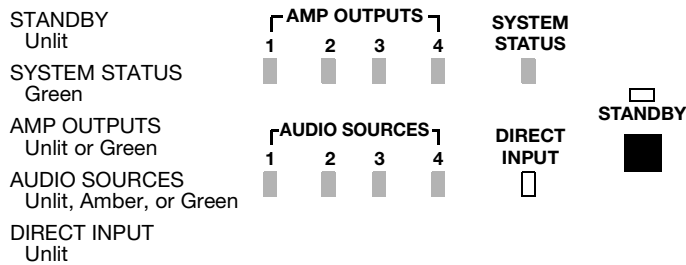 STANDBY
Unlit
SYSTEM STATUS
Green
AMP OUTPUTS
Unlit or Green
AUDIO SOURCES
Unlit, Amber, or Green
DIRECT INPUT
Unlit
AMP OUTPUTS
1 2 3 4
SYSTEM
STATUS
AUDIO SOURCES
1 2 3 4
DIRECT
INPUT
STANDBY